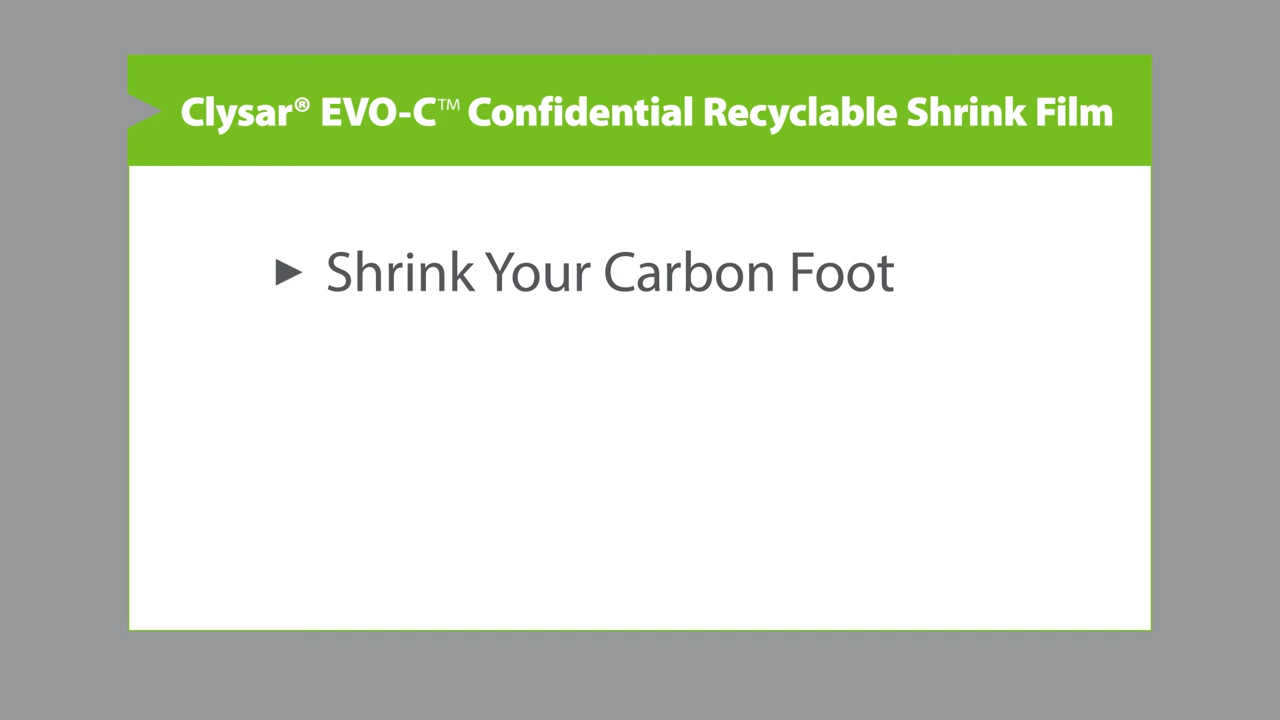 Clysar® EVO-C™ Confidential Recyclable Shrink Film
► Shrink Your Carbon Foot